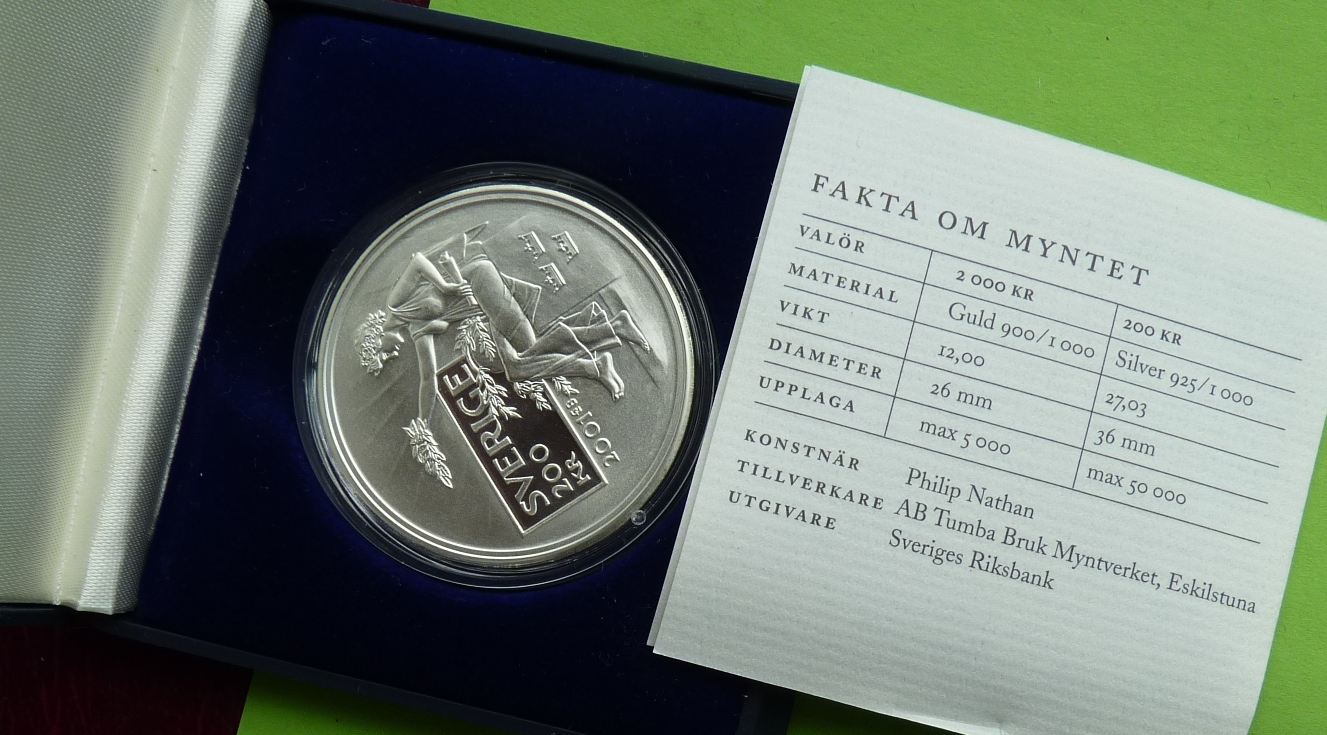 SVERIGE
200
KR
2001
FAKTA OM MYNTET
VALÖR 2 000 KR 200 KR
MATERIAL Guld 900/1 000 Silver 925/1 000
VIKT 12,00 27,03
DIAMETER 26 mm 36 mm
UPPLAGA max 5 000 max 50 000
KONSTNÄR Philip Nathan
TILLVERKARE AB Tumba Bruk Myntverket, Eskilstuna
UTGIVARE Sveriges Riksbank